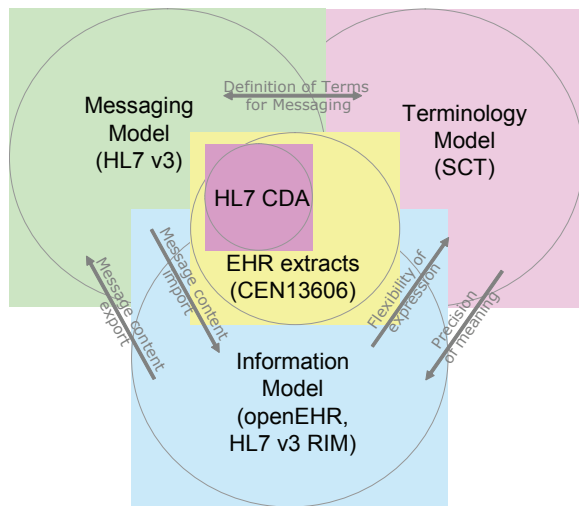 Definition of Terms
for Messaging
Messaging
Model
(HL7 v3)
Terminology
Model
(SCT)
HL7 CDA
EHR extracts
(CEN13606)
Message content
export
Message content
import
Flexibility of
expression
Precision
of meaning
Information
Model
(openEHR,
HL7 v3 RIM)